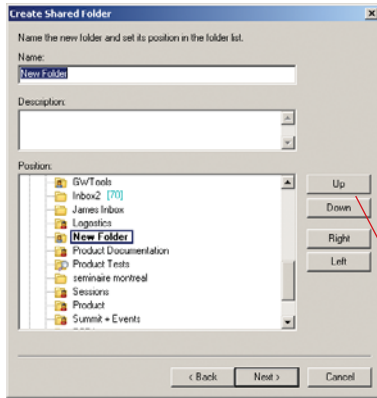 Create Shared Folder
Name the new folder and set its position in the folder list.
Name:
New Folder
Description:
Position:
GWTools
Inbox2 [70]
James Inbox
Logostics
New Folder
Product Documentation
Product Tests
seminaire montreal
Sessions
Product
Summit + Events
Up
Down
Right
Left
< Back
Next >
Cancel